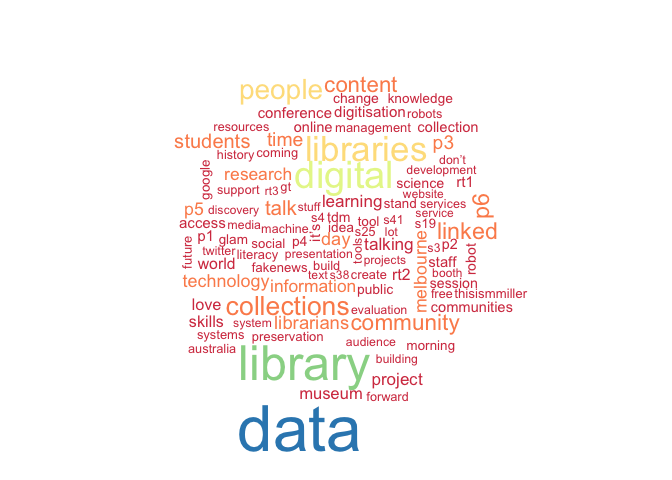 people content
change knowledge
conference digitisation robots
resources online management collection
students time libraries p3
history coming don't
google research digital development
support rt3 gt science rt1
website
p5 discovery talk stuff learning stand services p6
access media machine s4 tdm idea tool s41 service
p1 glam social p4 it's day s25 lot s19 linked
twitter literacy presentation tools talking s3 p2
future world fakenews build projects melbourne staff robot
technology information text s38 create rt2 booth session
public free thisismmiller
love collections evaluation communities
skills system librarians community
systems preservation audience morning
australia library building
project
museum forward
data